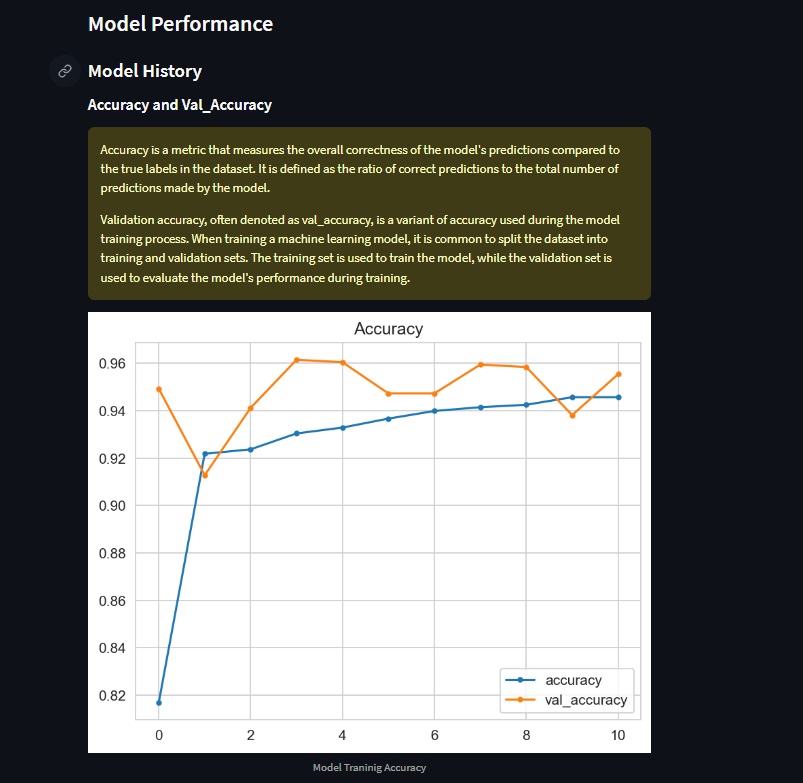 Model Performance
Model History
Accuracy and Val_Accuracy
Accuracy is a metric that measures the overall correctness of the model's predictions compared to
the true labels in the dataset. It is defined as the ratio of correct predictions to the total number of
predictions made by the model.
Validation accuracy, often denoted as val_accuracy, is a variant of accuracy used during the model
training process. When training a machine learning model, it is common to split the dataset into
training and validation sets. The training set is used to train the model, while the validation set is
used to evaluate the model's performance during training.
Accuracy
0.96
0.94
0.92
0.90
0.88
0.86
0.84
0.82
accuracy
val_accuracy
0 2 4 6 8 10
Model Traninig Accuracy